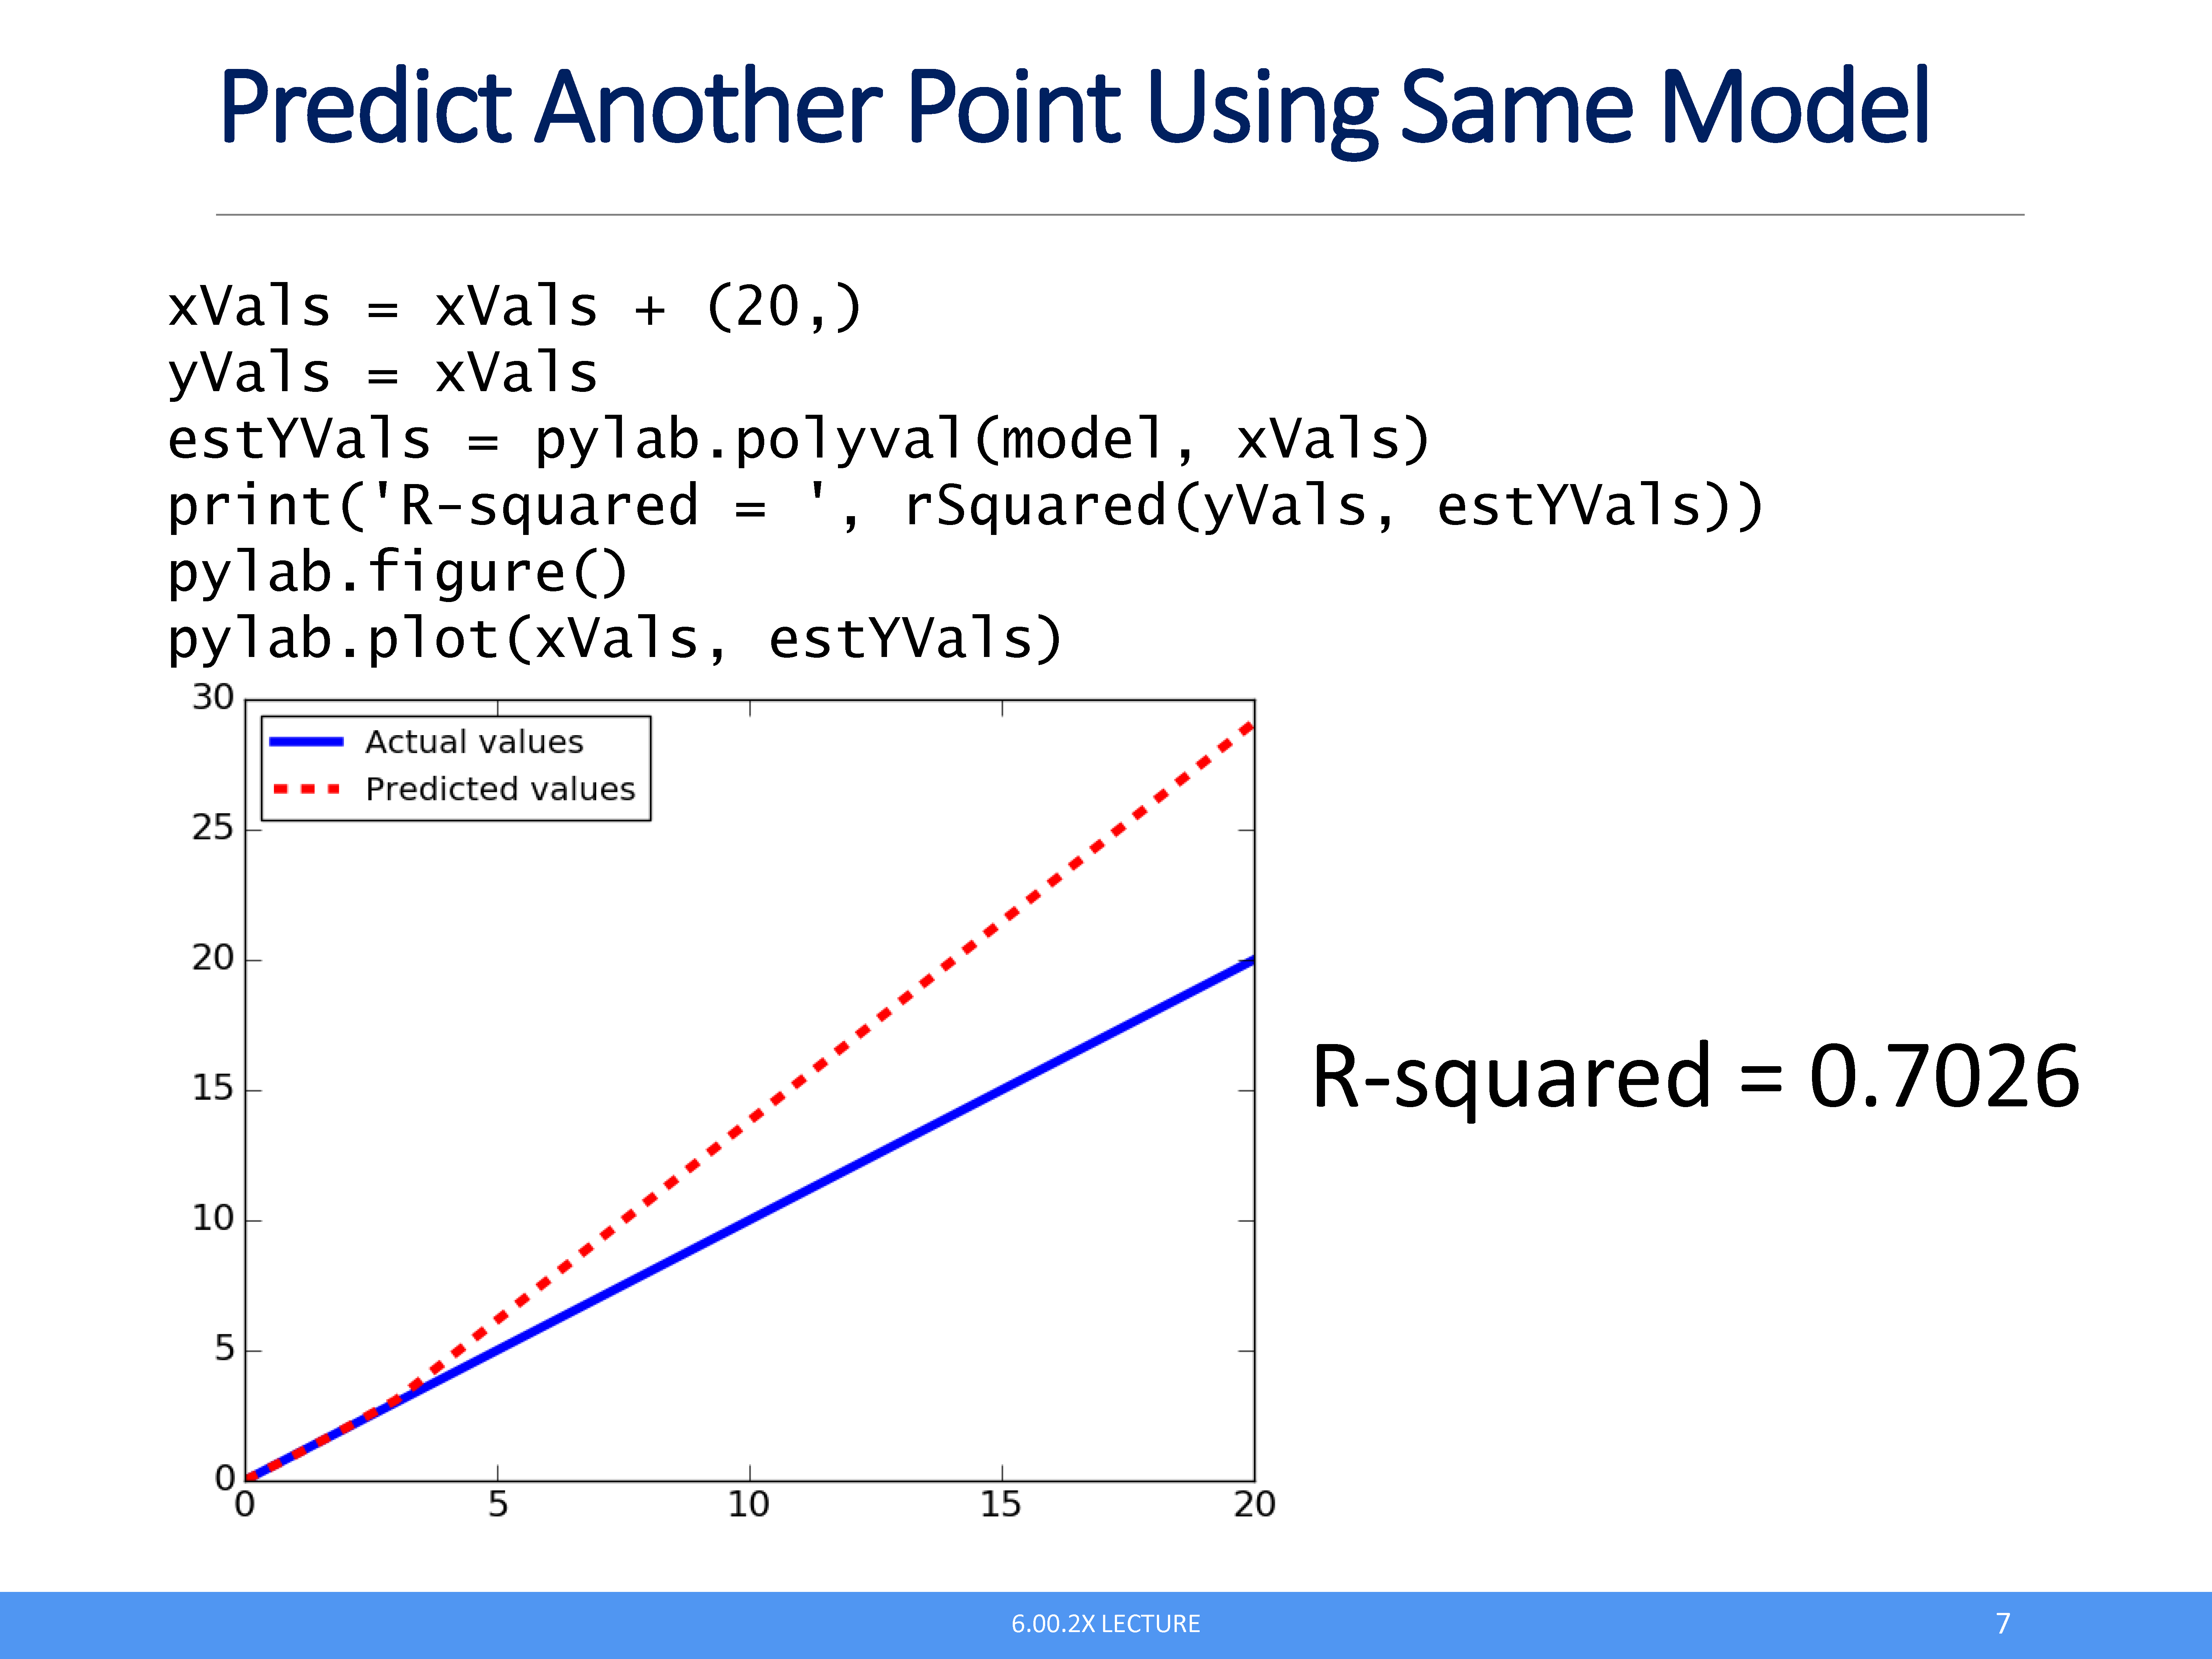 Predict Another Point Using Same Model
xVals = xVals + (20,)
yVals = xVals
estYVals = pylab.polyval(model, xVals)
print('R-squared = ', rSquared(yVals, estYVals))
pylab.figure()
pylab.plot(xVals, estYVals)
30
Actual values
Predicted values
25
20
15
10
5
0
0 5 10 15 20
R-squared = 0.7026
6.00.2X LECTURE
7